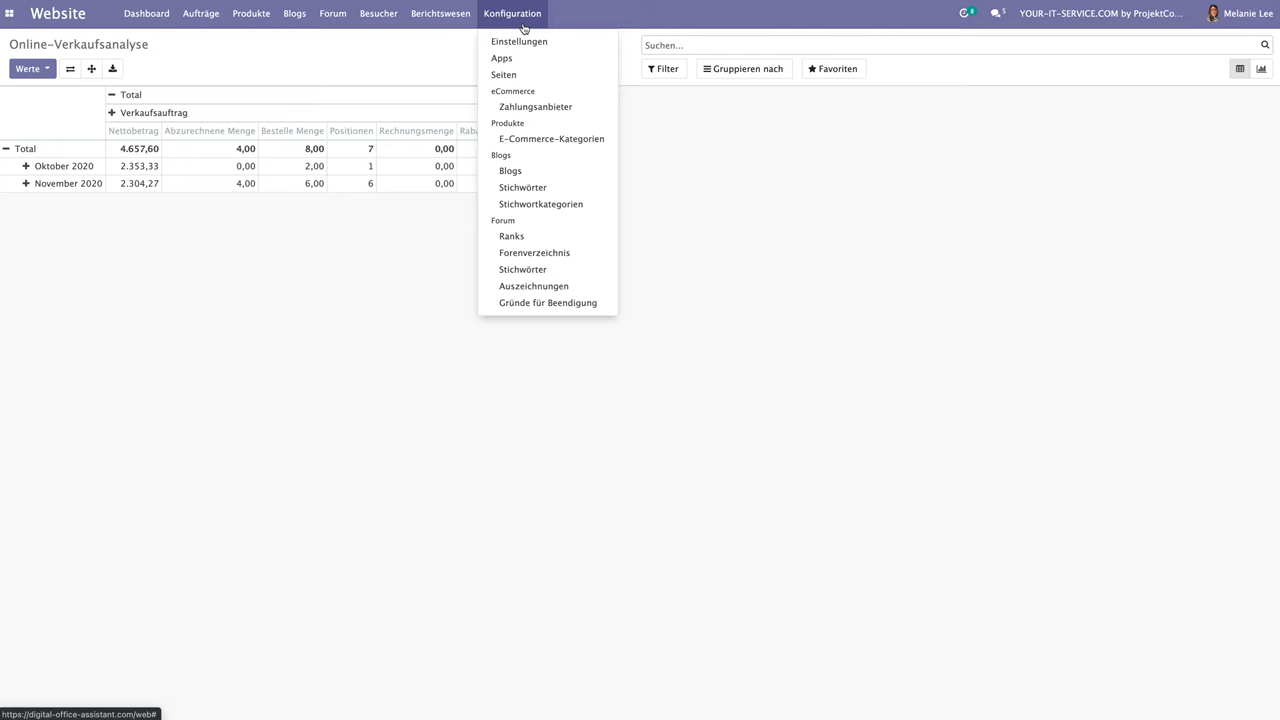 Website Dashboard Aufträge Produkte Blogs Forum Besucher Berichtswesen Konfiguration 8 5 YOUR-IT-SERVICE.COM by ProjektCo... Melanie Lee
Online-Verkaufsanalyse
Suchen...
Werte
Filter Gruppieren nach Favoriten
Einstellungen
Apps
Seiten
eCommerce
Zahlungsanbieter
Produkte
E-Commerce-Kategorien
Blogs
Blogs
Stichwörter
Stichwortkategorien
Forum
Ranks
Forenverzeichnis
Stichwörter
Auszeichnungen
Gründe für Beendigung
Total
Verkaufsauftrag
Nettobetrag Abzurechnene Menge Bestelle Menge Positionen Rechnungsmenge Raba
Total 4.657,60 4,00 8,00 7 0,00
Oktober 2020 2.353,33 0,00 2,00 1 0,00
November 2020 2.304,27 4,00 6,00 6 0,00
https://digital-office-assistant.com/web#